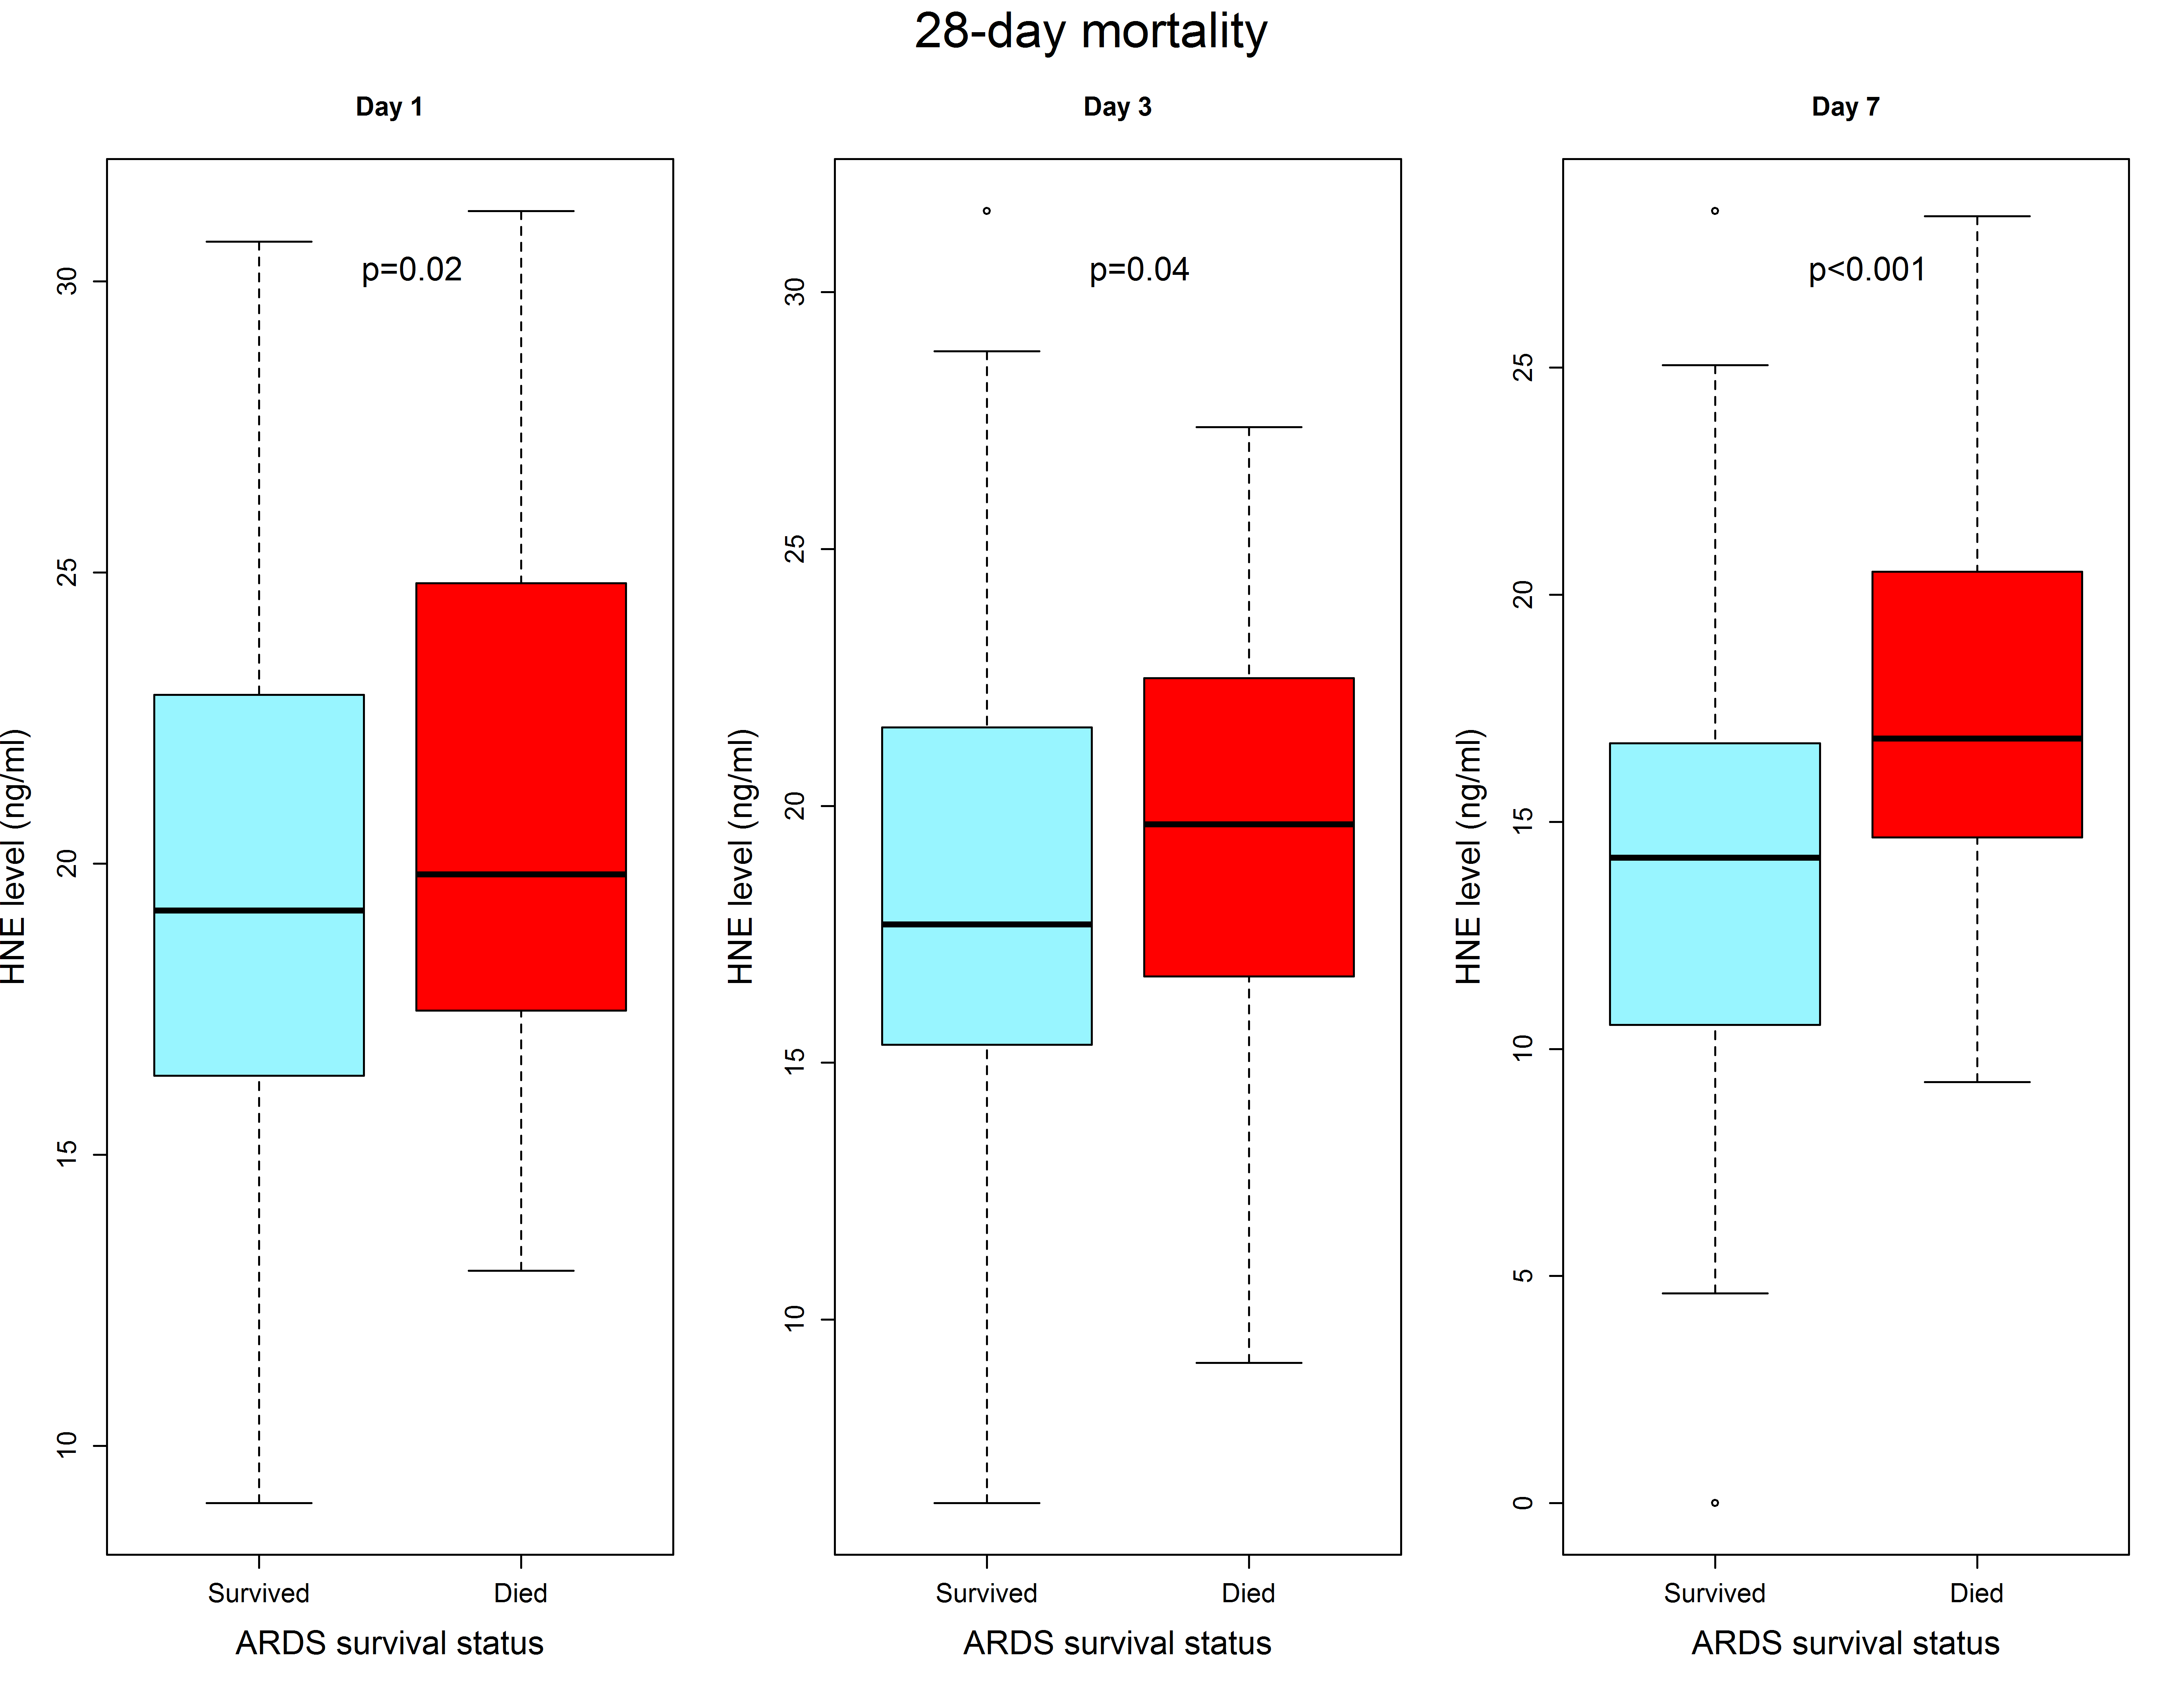 28-day mortality
Day 1
HNE level (ng/ml)
30
25
20
15
10
p=0.02
Survived
Died
ARDS survival status
Day 3
HNE level (ng/ml)
30
25
20
15
10
p=0.04
Survived
Died
ARDS survival status
Day 7
HNE level (ng/ml)
25
20
15
10
5
0
p<0.001
Survived
Died
ARDS survival status